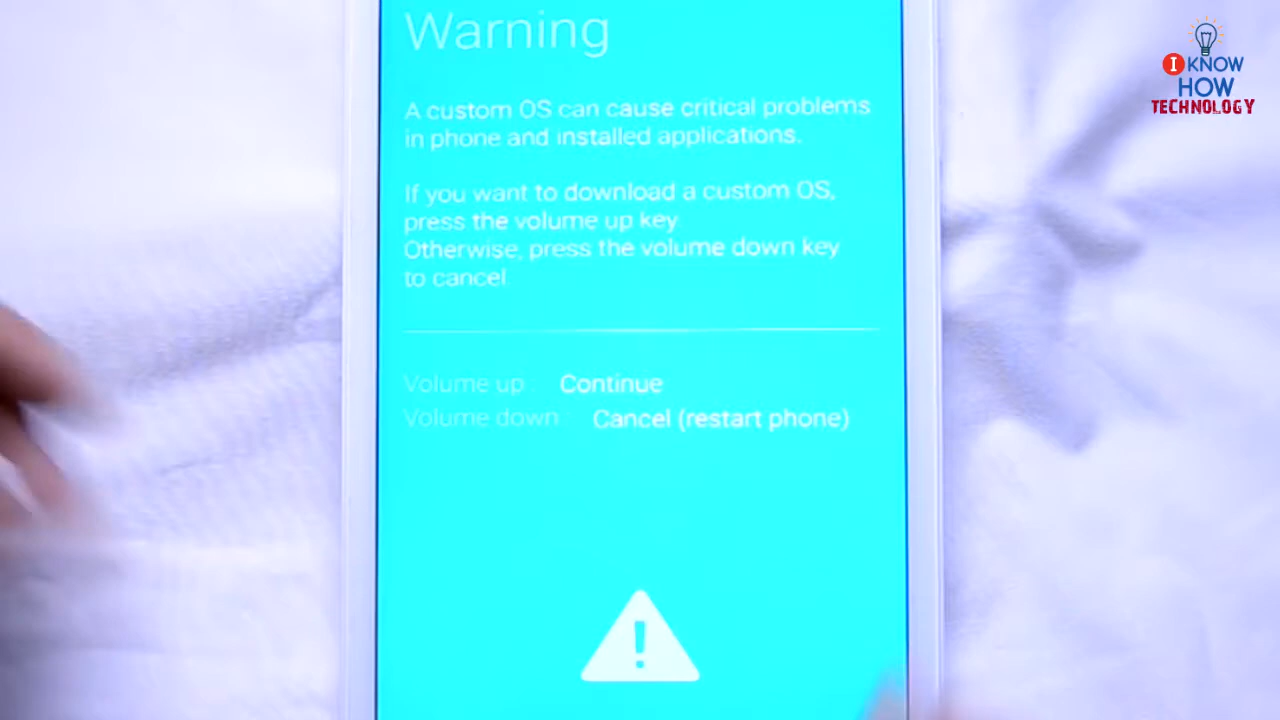 Warning
A custom OS can cause critical problems
in phone and installed applications.
If you want to download a custom OS,
press the volume up key
Otherwise, press the volume down key
to cancel
Volume up Continue
Volume down Cancel (restart phone)
I KNOW
HOW
TECHNOLOGY